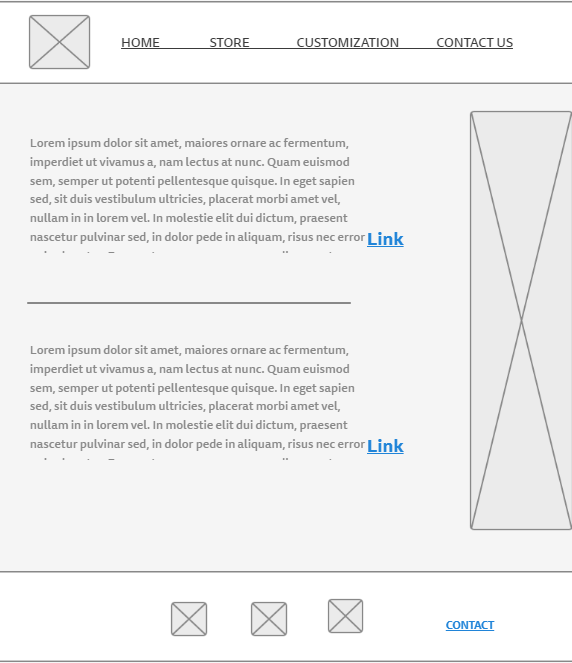 HOME STORE CUSTOMIZATION CONTACT US
Lorem ipsum dolor sit amet, maiores ornare ac fermentum,
imperdiet ut vivamus a, nam lectus at nunc. Quam euismod
sem, semper ut potenti pellentesque quisque. In eget sapien
sed, sit duis vestibulum ultricies, placerat morbi amet vel,
nullam in in lorem vel. In molestie elit dui dictum, praesent
nascetur pulvinar sed, in dolor pede in aliquam, risus nec error Link
Lorem ipsum dolor sit amet, maiores ornare ac fermentum,
imperdiet ut vivamus a, nam lectus at nunc. Quam euismod
sem, semper ut potenti pellentesque quisque. In eget sapien
sed, sit duis vestibulum ultricies, placerat morbi amet vel,
nullam in in lorem vel. In molestie elit dui dictum, praesent
nascetur pulvinar sed, in dolor pede in aliquam, risus nec error Link
CONTACT